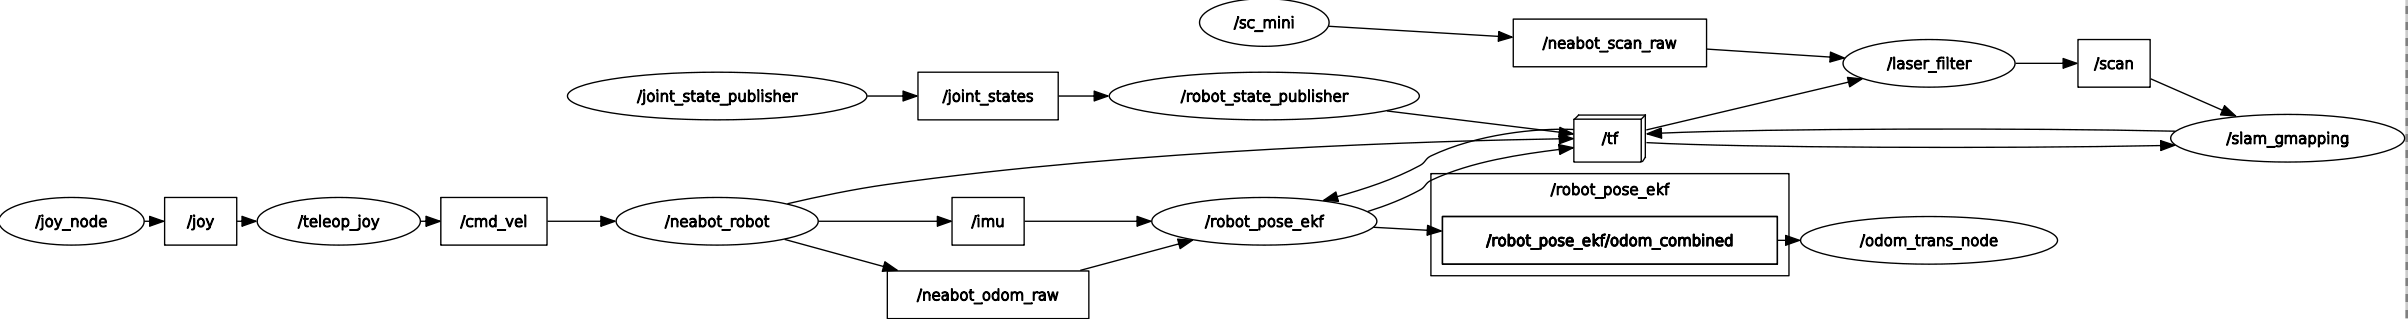 /sc_mini
/neabot_scan_raw
/laser_filter
/scan
/joint_state_publisher
/joint_states
/robot_state_publisher
/tf
/slam_gmapping
/robot_pose_ekf
/joy_node
/joy
/teleop_joy
/cmd_vel
/neabot_robot
/imu
/robot_pose_ekf
/robot_pose_ekf/odom_combined
/odom_trans_node
/neabot_odom_raw